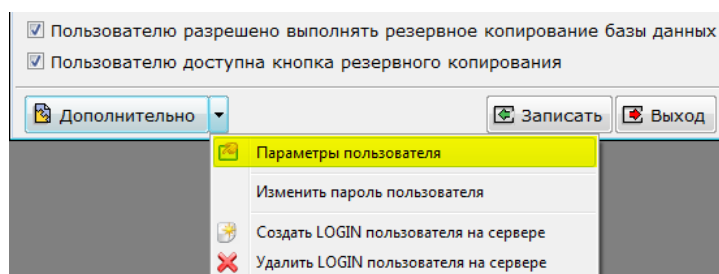 Пользователю разрешено выполнять резервное копирование базы данных
Пользователю доступна кнопка резервного копирования
Дополнительно Записать Выход
Параметры пользователя
Изменить пароль пользователя
Создать LOGIN пользователя на сервере
Удалить LOGIN пользователя на сервере